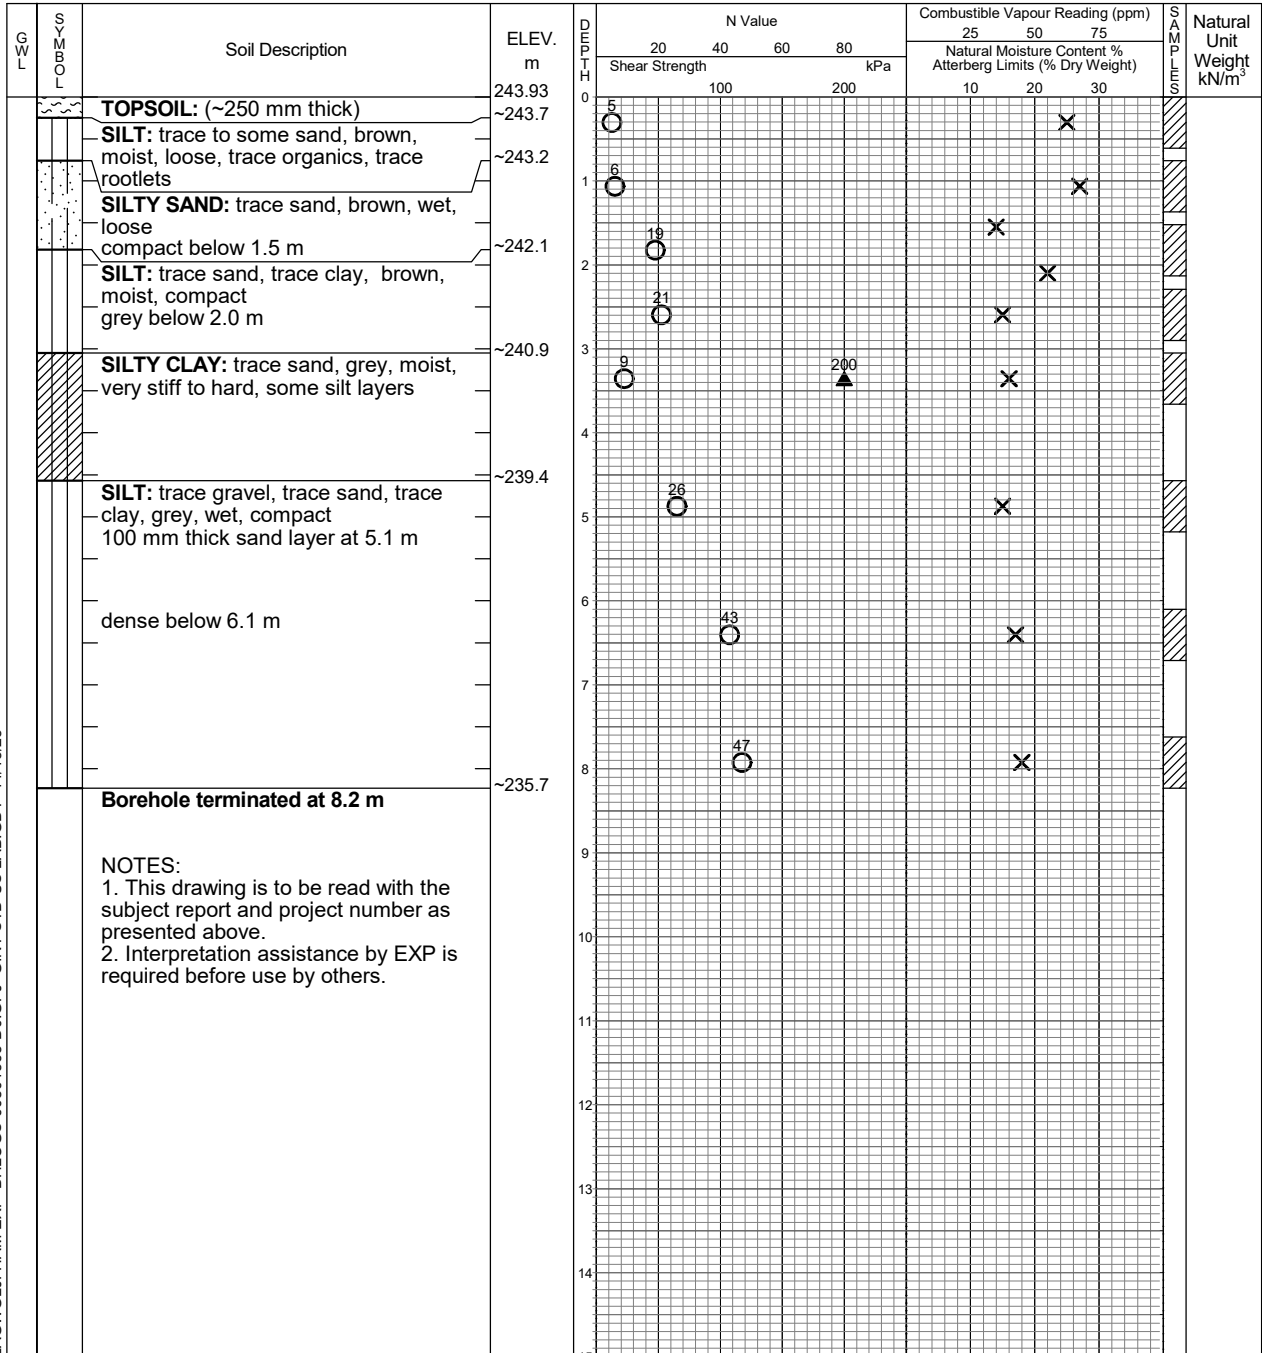 GWL
SYMBOL
Soil Description
ELEV.
m
243.93
DEPTH
N Value
20 40 60 80
Shear Strength kPa
100 200
Combustible Vapour Reading (ppm)
25 50 75
Natural Moisture Content %
Atterberg Limits (% Dry Weight)
10 20 30
SAMPLES
Natural
Unit
Weight
kN/m³
TOPSOIL: (~250 mm thick)
~243.7
SILT: trace to some sand, brown,
moist, loose, trace organics, trace
rootlets
~243.2
SILTY SAND: trace sand, brown, wet,
loose
compact below 1.5 m
~242.1
SILT: trace sand, trace clay, brown,
moist, compact
grey below 2.0 m
~240.9
SILTY CLAY: trace sand, grey, moist,
very stiff to hard, some silt layers
~239.4
SILT: trace gravel, trace sand, trace
clay, grey, wet, compact
100 mm thick sand layer at 5.1 m
dense below 6.1 m
~235.7
Borehole terminated at 8.2 m
NOTES:
1. This drawing is to be read with the
subject report and project number as
presented above.
2. Interpretation assistance by EXP is
required before use by others.
0
1
2
3
4
5
6
7
8
9
10
11
12
13
14
5
6
19
21
9
200
26
43
47